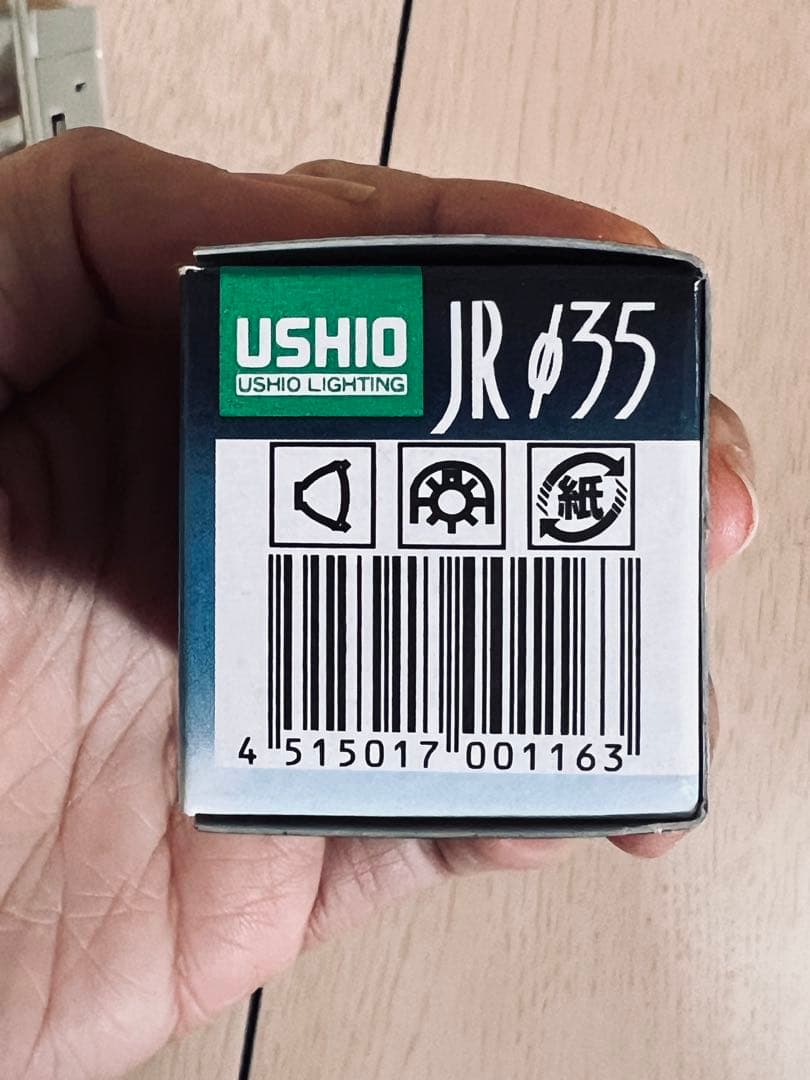 USHIO
USHIO LIGHTING
JR φ35
紙
4 515017 001163